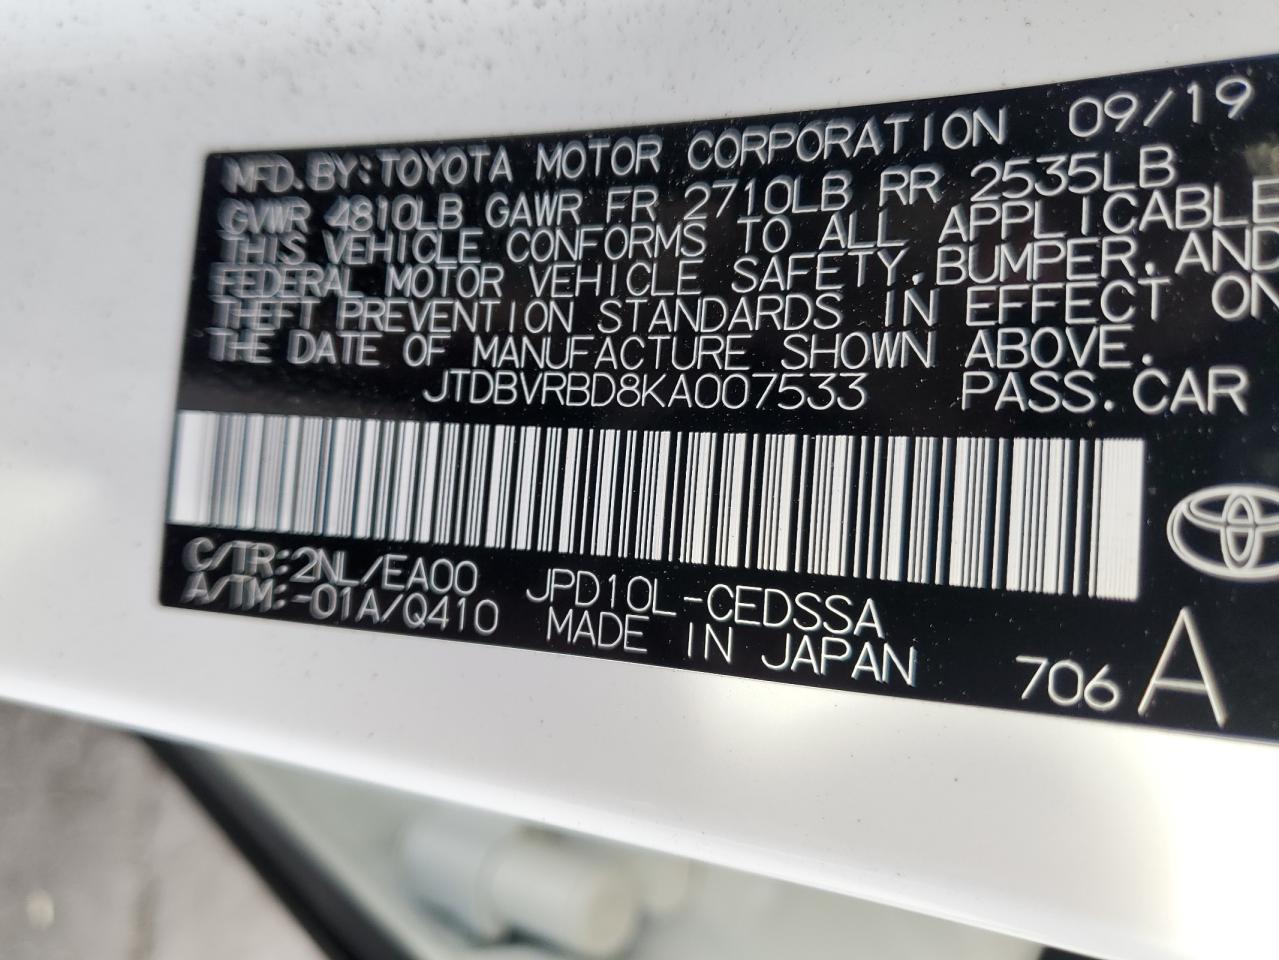 MFD.BY:TOYOTA MOTOR CORPORATION 09/19
GVWR 4810LB GAWR FR 2710LB RR 2535LB
THIS VEHICLE CONFORMS TO ALL APPLICABLE
FEDERAL MOTOR VEHICLE SAFETY,BUMPER,AND
THEFT PREVENTION STANDARDS IN EFFECT ON
THE DATE OF MANUFACTURE SHOWN ABOVE.
JTDBVRBD8KA007533 PASS.CAR
C/TR:2NL/EA00 JPD10L-CEDSSA
A/TM:-01A/Q410 MADE IN JAPAN
706 A